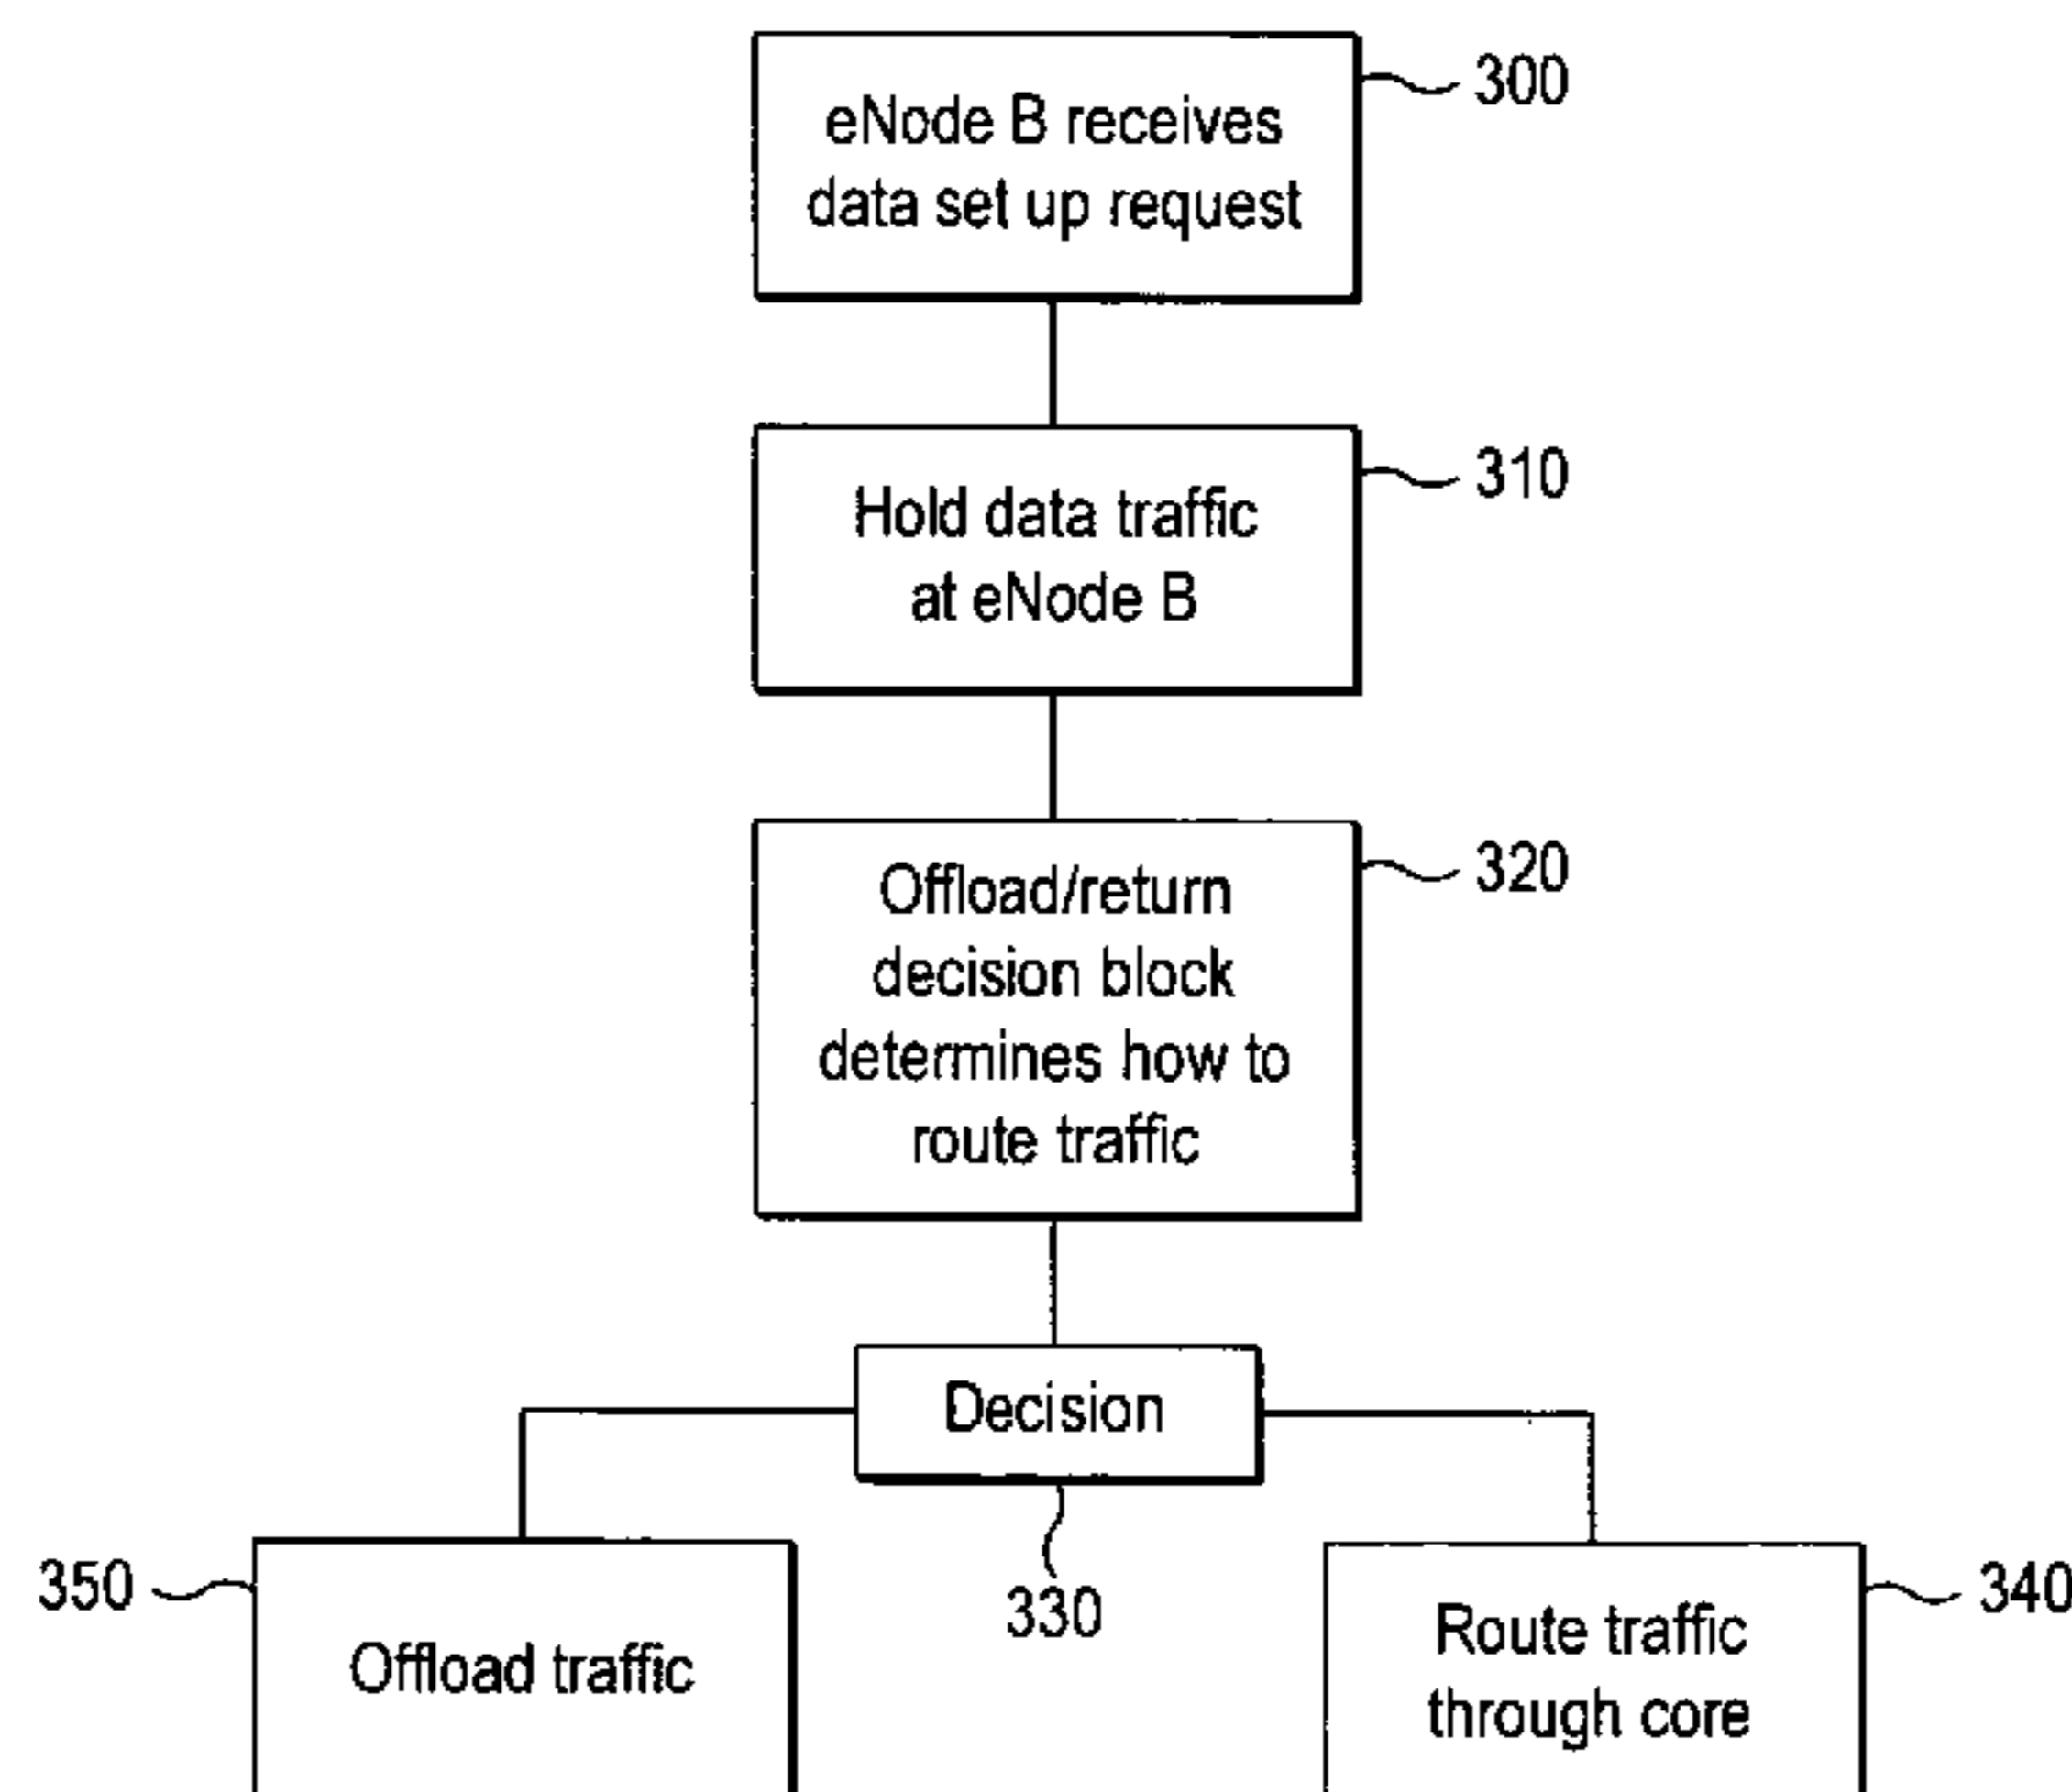 eNode B receives
data set up request
300
Hold data traffic
at eNode B
310
Offload/return
decision block
determines how to
route traffic
320
Decision
330
350
Offload traffic
Route traffic
through core
340